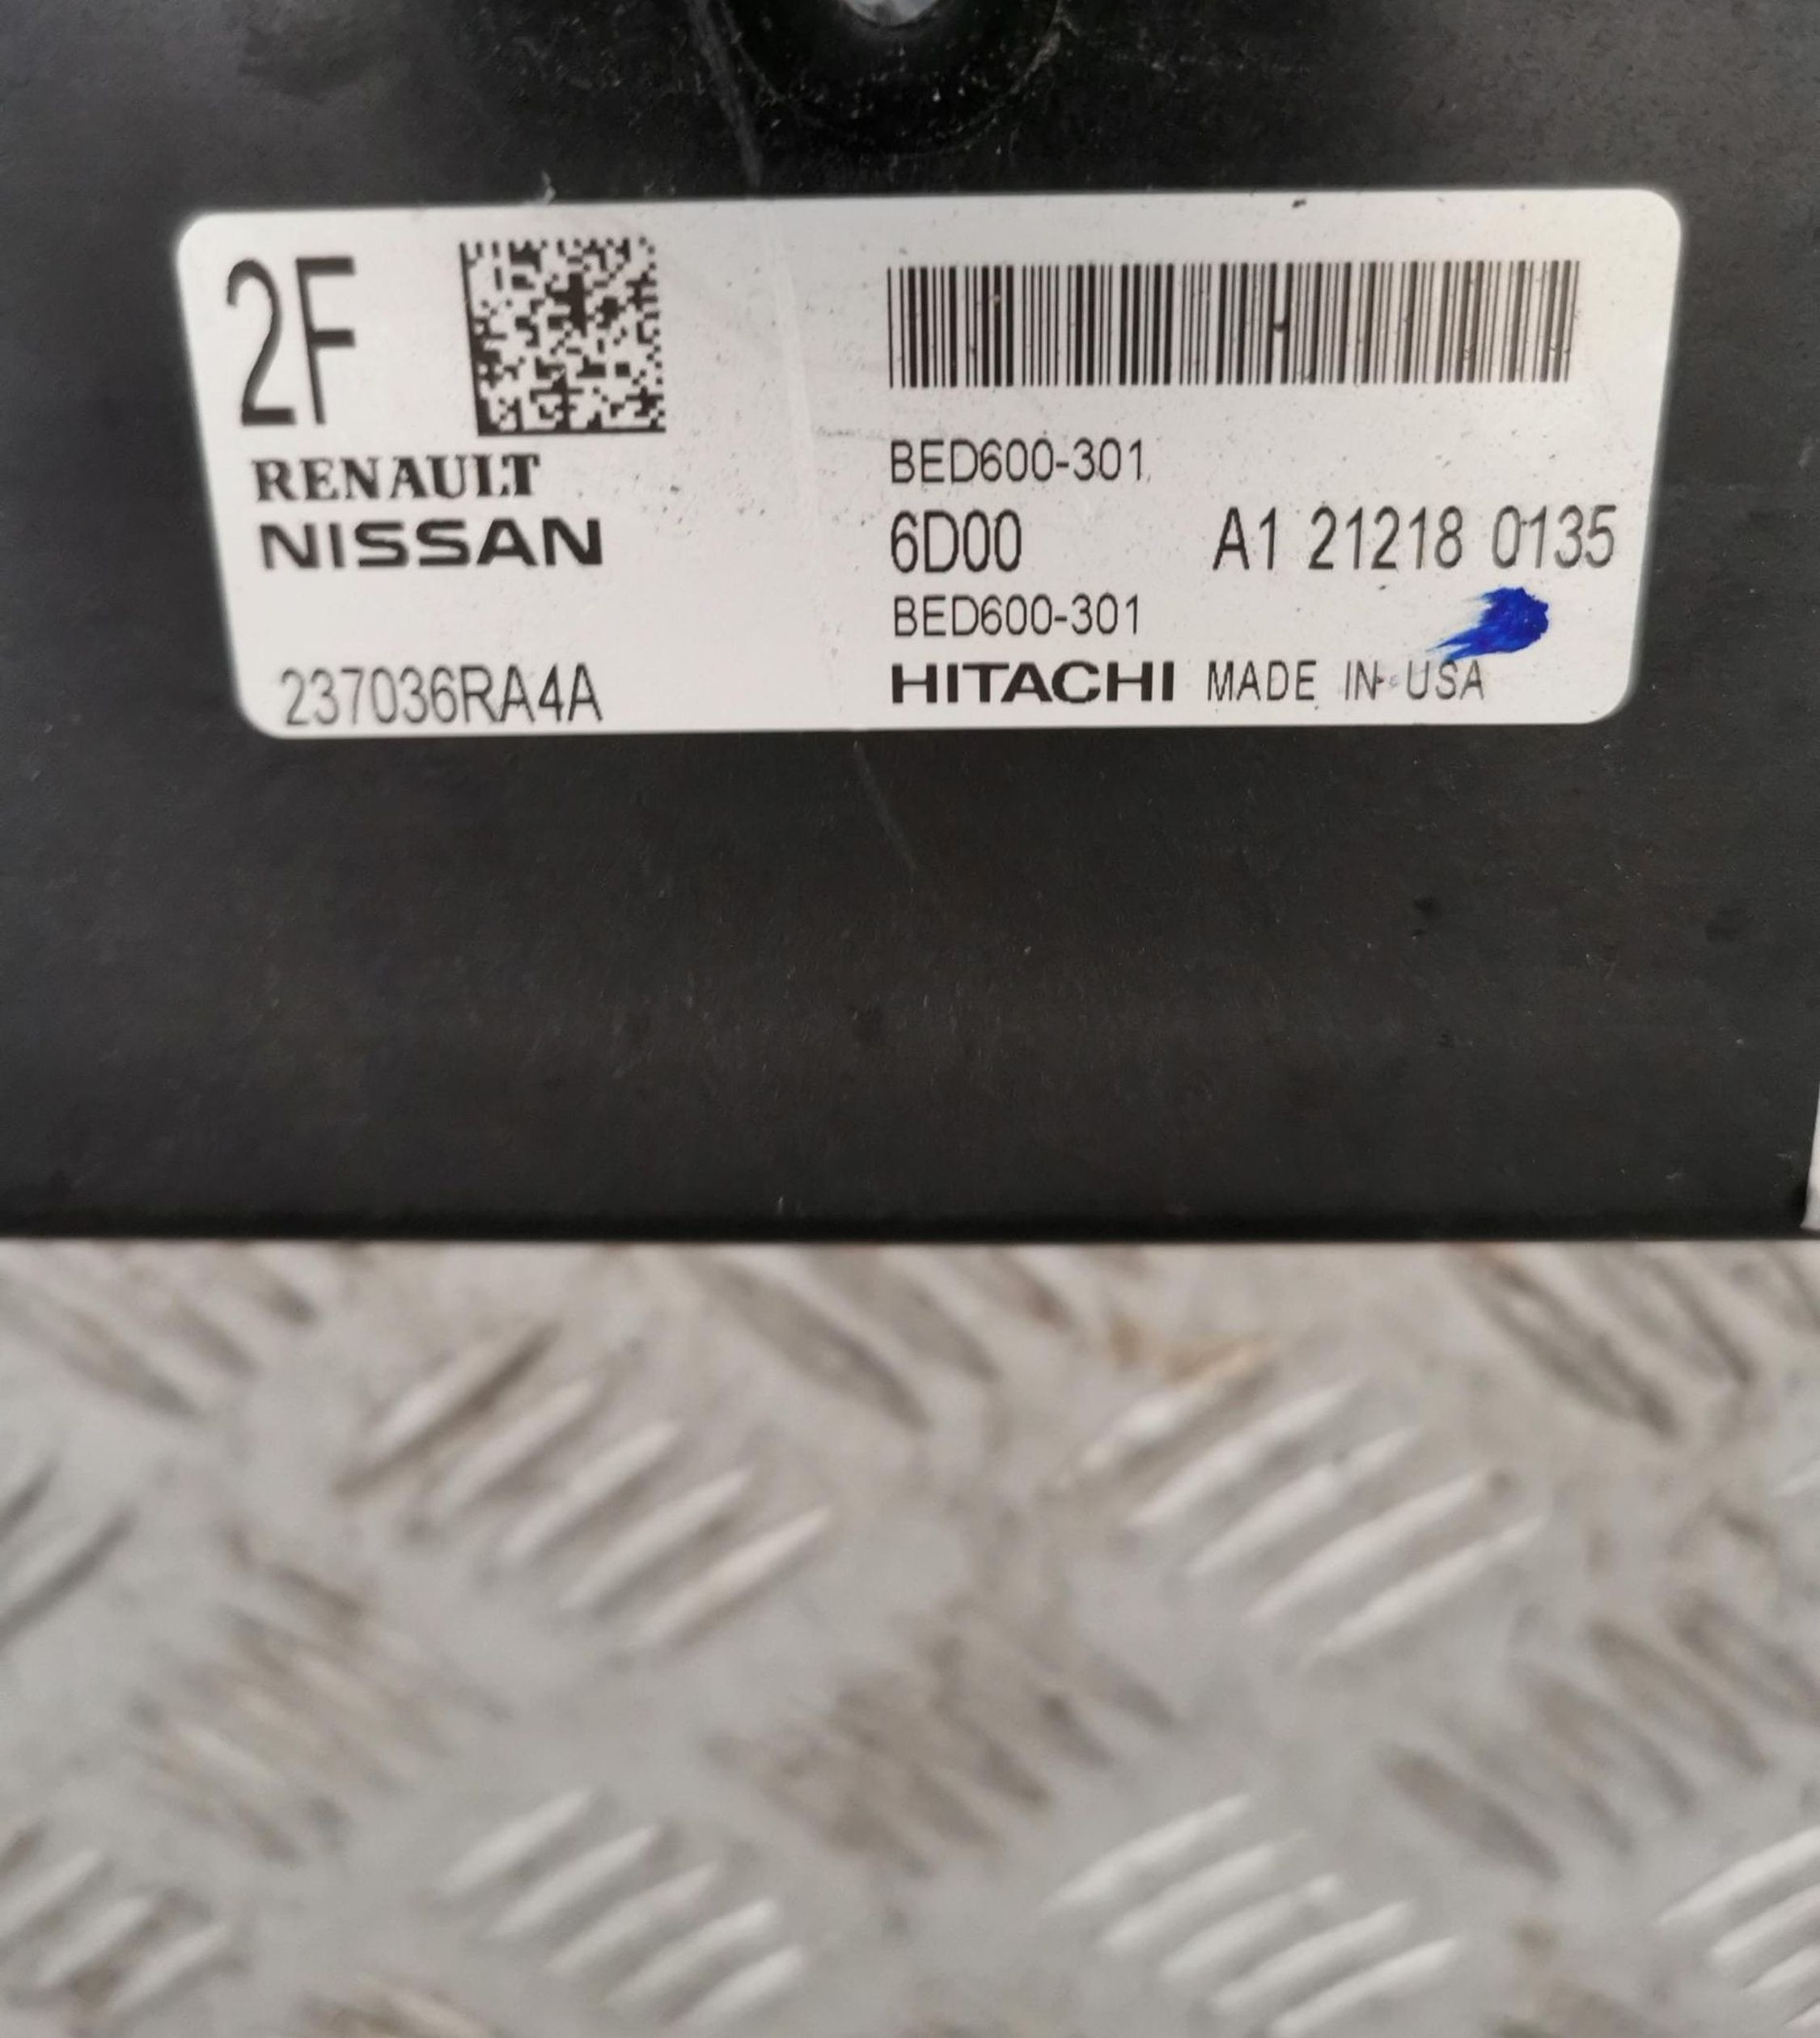 2F
RENAULT
NISSAN
237036RA4A
BED600-301
6D00 A1 21218 0135
BED600-301
HITACHI MADE IN USA